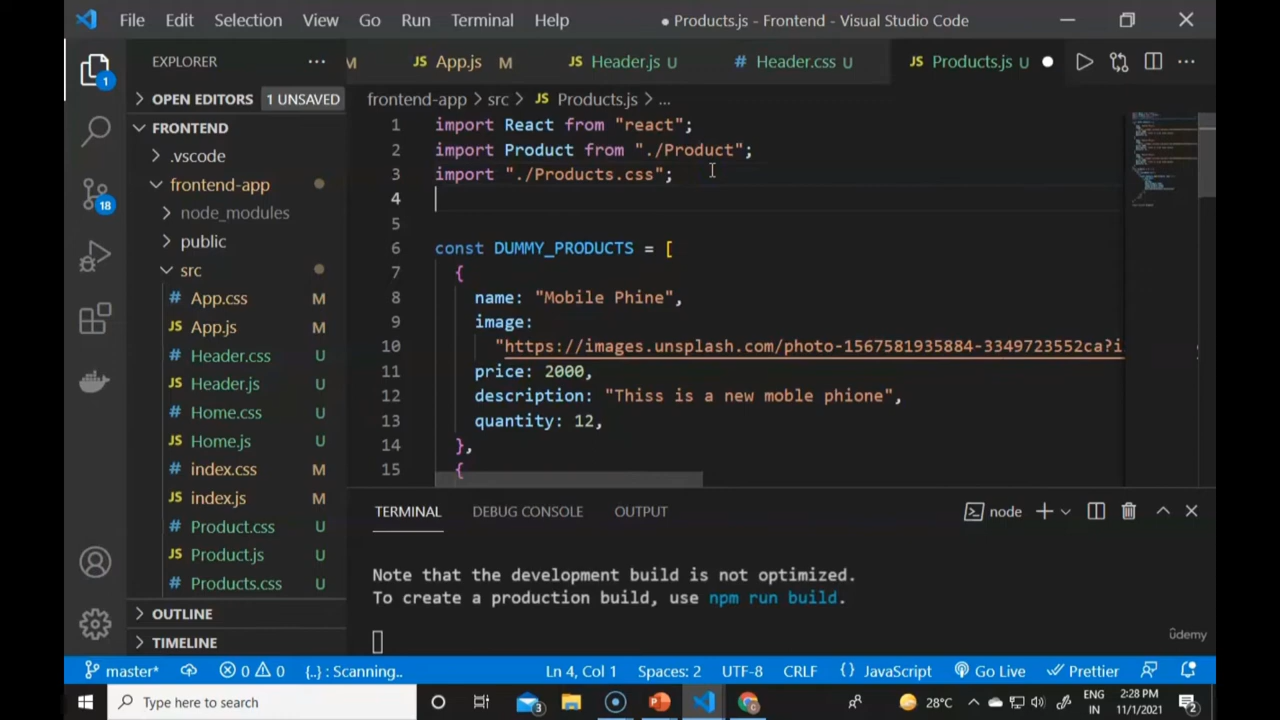 File Edit Selection View Go Run Terminal Help ● Products.js - Frontend - Visual Studio Code
EXPLORER ···
M JS App.js M JS Header.js U # Header.css U JS Products.js U ●
1
OPEN EDITORS 1 UNSAVED
frontend-app > src > JS Products.js > ...
FRONTEND
.vscode
frontend-app
node_modules
public
src
# App.css M
JS App.js M
# Header.css U
JS Header.js U
# Home.css U
JS Home.js U
# index.css M
JS index.js M
# Product.css U
JS Product.js U
# Products.css U
OUTLINE
TIMELINE
18
1 import React from "react";
2 import Product from "./Product";
3 import "./Products.css";
4
5
6 const DUMMY_PRODUCTS = [
7 {
8 name: "Mobile Phine",
9 image:
10 "https://images.unsplash.com/photo-1567581935884-3349723552ca?i
11 price: 2000,
12 description: "Thiss is a new moble phione",
13 quantity: 12,
14 },
15 {
TERMINAL DEBUG CONSOLE OUTPUT node
Note that the development build is not optimized.
To create a production build, use npm run build.
ûdemy
master* 0 0 {..} : Scanning.. Ln 4, Col 1 Spaces: 2 UTF-8 CRLF {} JavaScript Go Live Prettier
Type here to search 3 28°C ENG IN 2:28 PM 11/1/2021 2